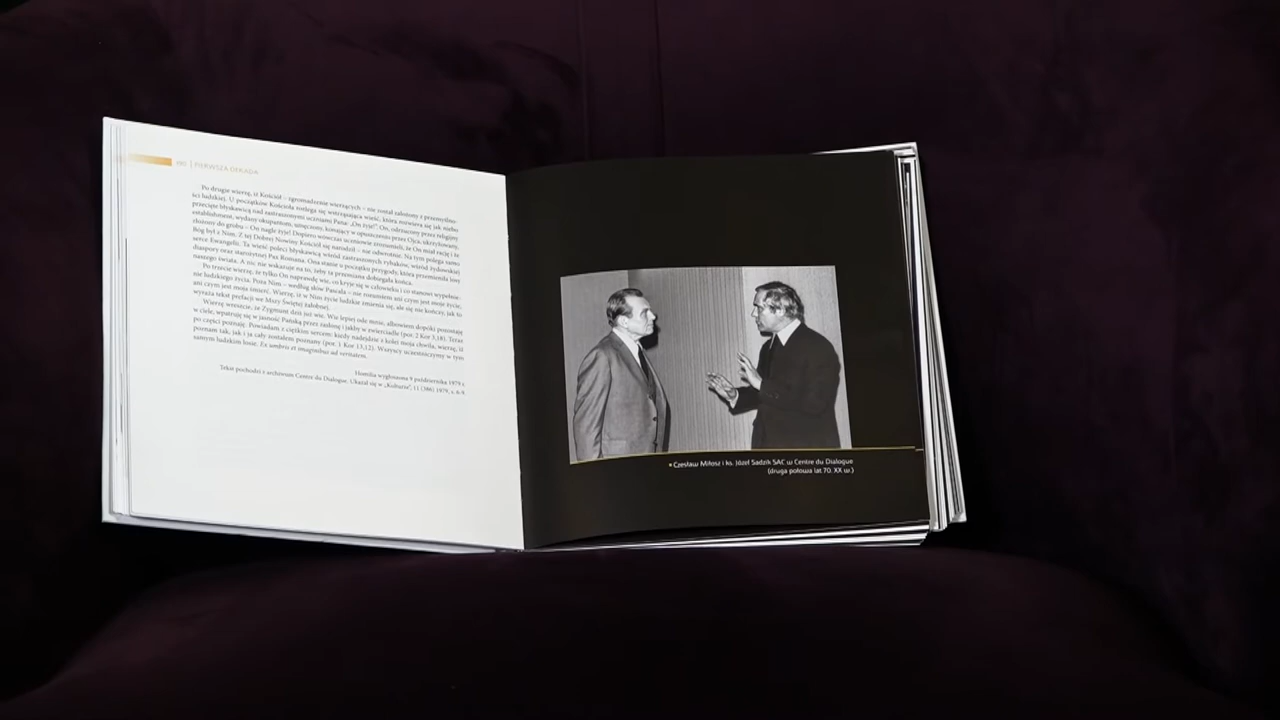 | PIERWSZA DEKADA
Po drugie wierzę, iż Kościół – zgromadzenie wierzących – nie został założony z przemyślno-
ści ludzkiej. U początków Kościoła rozlega się wstrząsająca wieść, która rozwiera się jak niebo
przecięte błyskawicą nad zastraszonymi uczniami Pana: „On żyje!”. On, odrzucony przez religijny
establishment, wydany okupantom, umęczony, konający w opuszczeniu przez Ojca, ukrzyżowany,
złożony do grobu – On nagle żyje! Dopiero wówczas uczniowie zrozumieli, że On miał rację i że
Bóg był z Nim. Z tej Dobrej Nowiny Kościół się narodził – nie odwrotnie. Na tym polega samo
serce Ewangelii. Ta wieść poleci błyskawicą wśród zastraszonych rybaków, wśród żydowskiej
diaspory oraz starożytnej Pax Romana. Ona stanie u początku przygody, która przemieniła losy
naszego świata. A nic nie wskazuje na to, żeby ta przemiana dobiegała końca.
Po trzecie wierzę, że tylko On naprawdę wie, co kryje się w człowieku i co stanowi wypełnie-
nie ludzkiego życia. Poza Nim – według słów Pascala – nie rozumiem ani czym jest moje życie,
ani czym jest moja śmierć. Wierzę, iż w Nim życie ludzkie zmienia się, ale się nie kończy, jak to
wyraża tekst prefacji we Mszy Świętej żałobnej.
Wierzę wreszcie, że Zygmunt dziś już wie. Wie lepiej ode mnie, albowiem dopóki pozostaję
w ciele, wpatruję się w jasność Pańską przez zasłonę i jakby w zwierciadle (por. 2 Kor 3,18). Teraz
po części poznaję. Powiadam z ciężkim sercem: kiedy nadejdzie z kolei moja chwila, wierzę, iż
poznam tak, jak i ja cały zostałem poznany (por. 1 Kor 13,12). Wszyscy uczestniczymy w tym
samym ludzkim losie. Ex umbris et imaginibus ad veritatem.
Homilia wygłoszona 9 października 1979 r.
Tekst pochodzi z archiwum Centre du Dialogue. Ukazał się w „Kulturze”, 11 (386) 1979, s. 6-9.
Czesław Miłosz i ks. Józef Sadzik SAC w Centre du Dialogue
(druga połowa lat 70. XX w.)